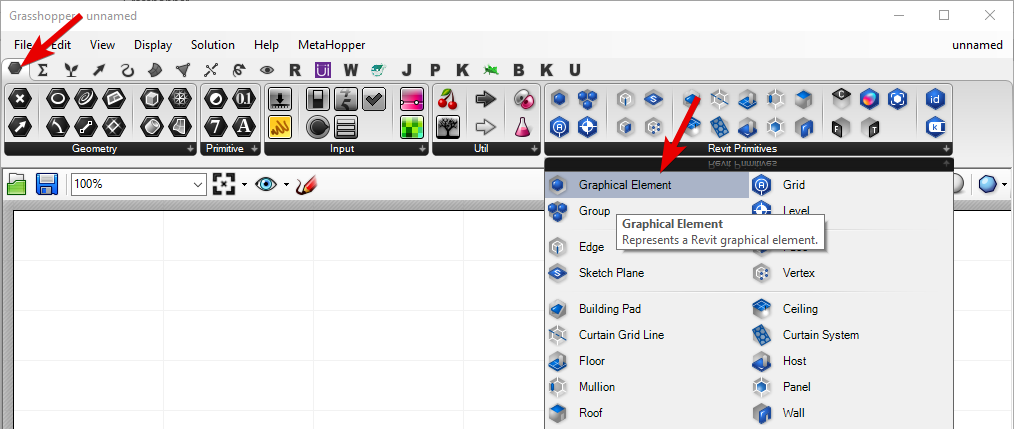 Grasshopper - unnamed
File Edit View Display Solution Help MetaHopper unnamed
Σ R Ui W J P K B K U
0.1 C id
7 A A F T K
Geometry Primitive Input Util Revit Primitives
Revit Primitives
100%
Graphical Element Grid
Group Level
Graphical Element
Represents a Revit graphical element.
Edge
Sketch Plane Vertex
Building Pad Ceiling
Curtain Grid Line Curtain System
Floor Host
Mullion Panel
Roof Wall